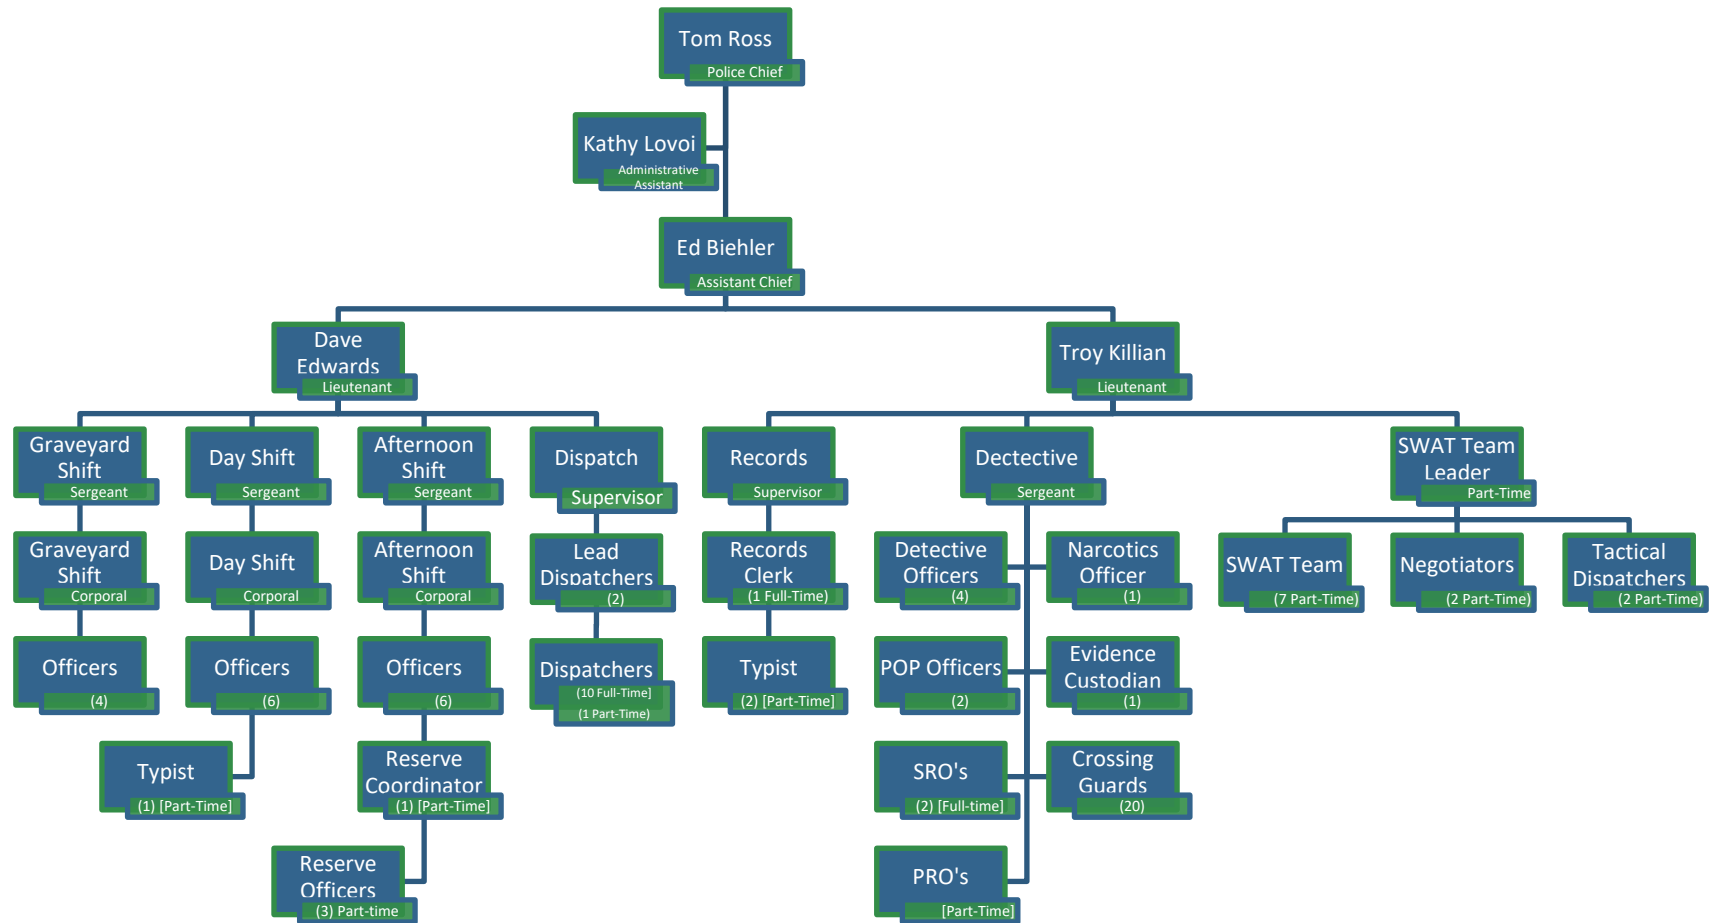 Tom Ross
Police Chief
Kathy Lovoi
Administrative
Assistant
Ed Biehler
Assistant Chief
Dave
Edwards
Lieutenant
Troy Killian
Lieutenant
Graveyard
Shift
Sergeant
Day Shift
Sergeant
Afternoon
Shift
Sergeant
Dispatch
Supervisor
Records
Supervisor
Dectective
Sergeant
SWAT Team
Leader
Part-Time
Graveyard
Shift
Corporal
Day Shift
Corporal
Afternoon
Shift
Corporal
Lead
Dispatchers
(2)
Records
Clerk
(1 Full-Time)
Detective
Officers
(4)
Narcotics
Officer
(1)
SWAT Team
(7 Part-Time)
Negotiators
(2 Part-Time)
Tactical
Dispatchers
(2 Part-Time)
Officers
(4)
Officers
(6)
Officers
(6)
Dispatchers
(10 Full-Time]
(1 Part-Time)
Typist
(2) [Part-Time]
POP Officers
(2)
Evidence
Custodian
(1)
Typist
(1) [Part-Time]
Reserve
Coordinator
(1) [Part-Time]
SRO's
(2) [Full-time]
Crossing
Guards
(20)
Reserve
Officers
(3) Part-time
PRO's
[Part-Time]